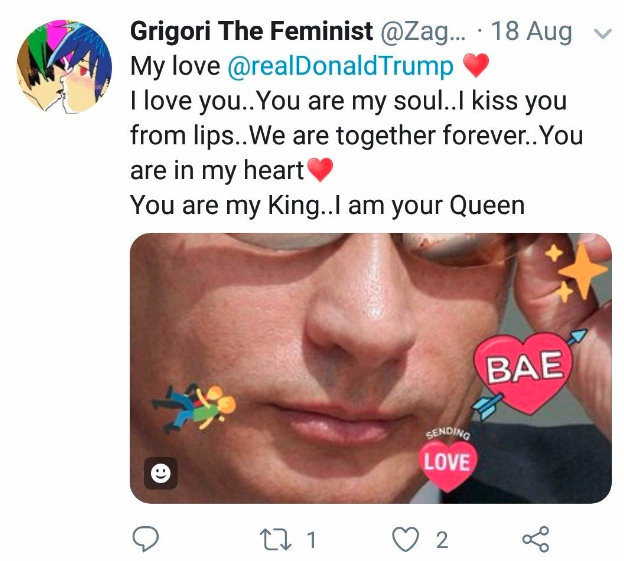 Grigori The Feminist @Zag... · 18 Aug
My love @realDonaldTrump ♥
I love you..You are my soul..I kiss you
from lips..We are together forever..You
are in my heart♥
You are my King..I am your Queen
BAE
SENDING
LOVE
1 2